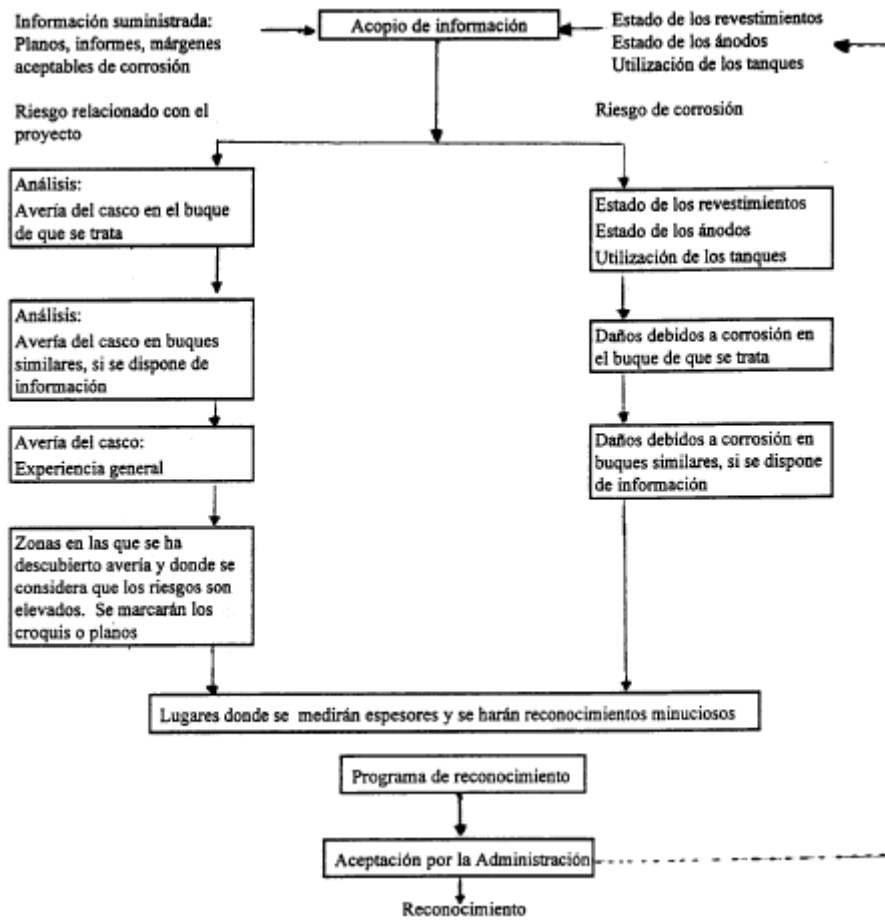 Información suministrada:
Planos, informes, márgenes
aceptables de corrosión
Acopio de información
Estado de los revestimientos
Estado de los ánodos
Utilización de los tanques
Riesgo relacionado con el
proyecto
Riesgo de corrosión
Análisis:
Avería del casco en el buque
de que se trata
Estado de los revestimientos
Estado de los ánodos
Utilización de los tanques
Análisis:
Avería del casco en buques
similares, si se dispone de
información
Daños debidos a corrosión en
el buque de que se trata
Avería del casco:
Experiencia general
Daños debidos a corrosión en
buques similares, si se dispone
de información
Zonas en las que se ha
descubierto avería y donde se
considera que los riesgos son
elevados. Se marcarán los
croquis o planos
Lugares donde se medirán espesores y se harán reconocimientos minuciosos
Programa de reconocimiento
Aceptación por la Administración
Reconocimiento